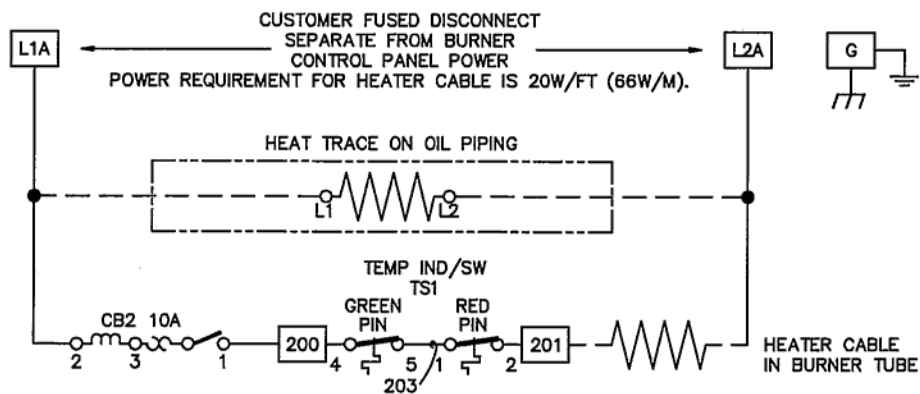 CUSTOMER FUSED DISCONNECT
L1A
SEPARATE FROM BURNER
L2A
G
CONTROL PANEL POWER
POWER REQUIREMENT FOR HEATER CABLE IS 20W/FT (66W/M).
HEAT TRACE ON OIL PIPING
L1
L2
TEMP IND/SW
TS1
GREEN PIN
RED PIN
CB2 10A
2
3
1
200
4
5
203
1
2
201
HEATER CABLE
IN BURNER TUBE